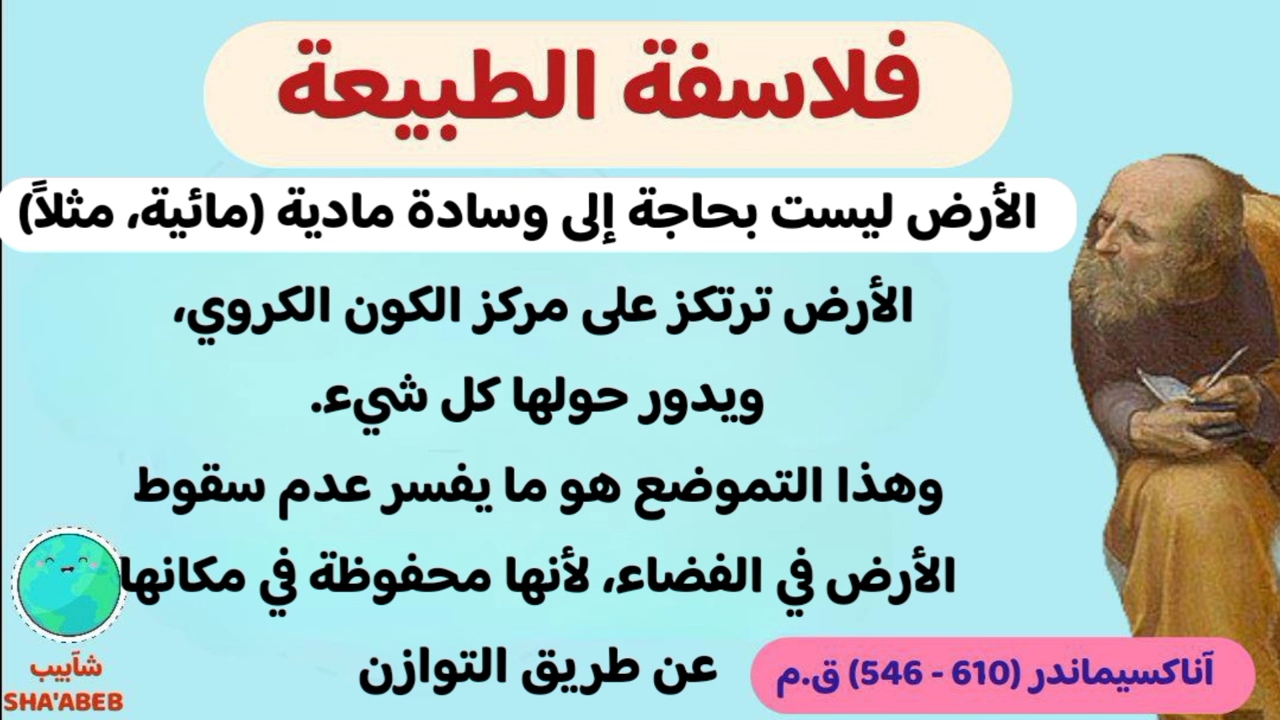 فلاسفة الطبيعة
الأرض ليست بحاجة إلى وسادة مادية (مائية، مثلاً)
الأرض ترتكز على مركز الكون الكروي،
ويدور حولها كل شيء.
وهذا التموضع هو ما يفسر عدم سقوط
الأرض في الفضاء، لأنها محفوظة في مكانها
عن طريق التوازن
آناكسيماندر (610 - 546) ق.م
شآبيب
SHA'ABEB